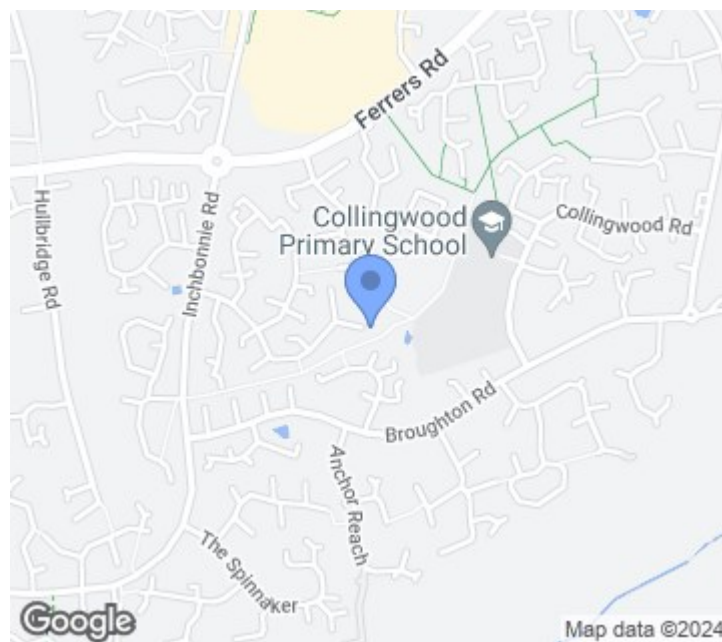 Ferrers Rd
Hullbridge Rd
Inchbonnie Rd
Collingwood
Primary School
Collingwood Rd
Broughton Rd
Anchor Reach
The Spinnaker
Google
Map data ©2024